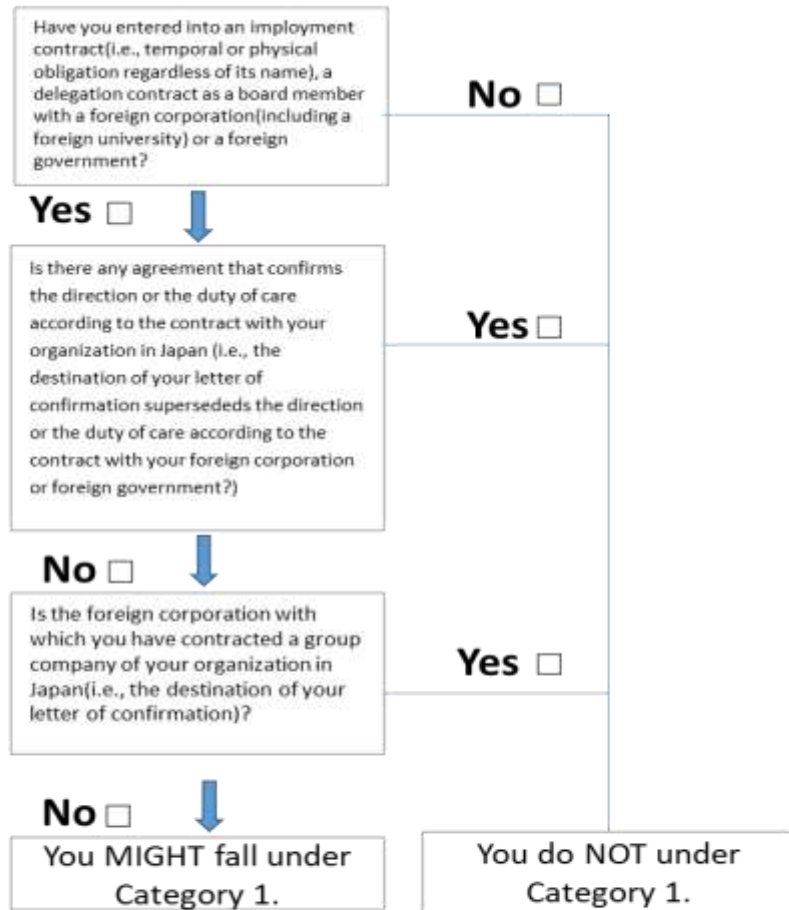 Have you entered into an imployment
contract(i.e., temporal or physical
obligation regardless of its name), a
delegation contract as a board member
with a foreign corporation(including a
foreign university) or a foreign
government?
No □
Yes □
Is there any agreement that confirms
the direction or the duty of care
according to the contract with your
organization in Japan (i.e., the
destination of your letter of
confirmation supersededs the direction
or the duty of care according to the
contract with your foreign corporation
or foreign government?)
Yes □
No □
Is the foreign corporation with
which you have contracted a group
company of your organization in
Japan(i.e., the destination of your
letter of confirmation)?
Yes □
No □
You MIGHT fall under
Category 1.
You do NOT under
Category 1.